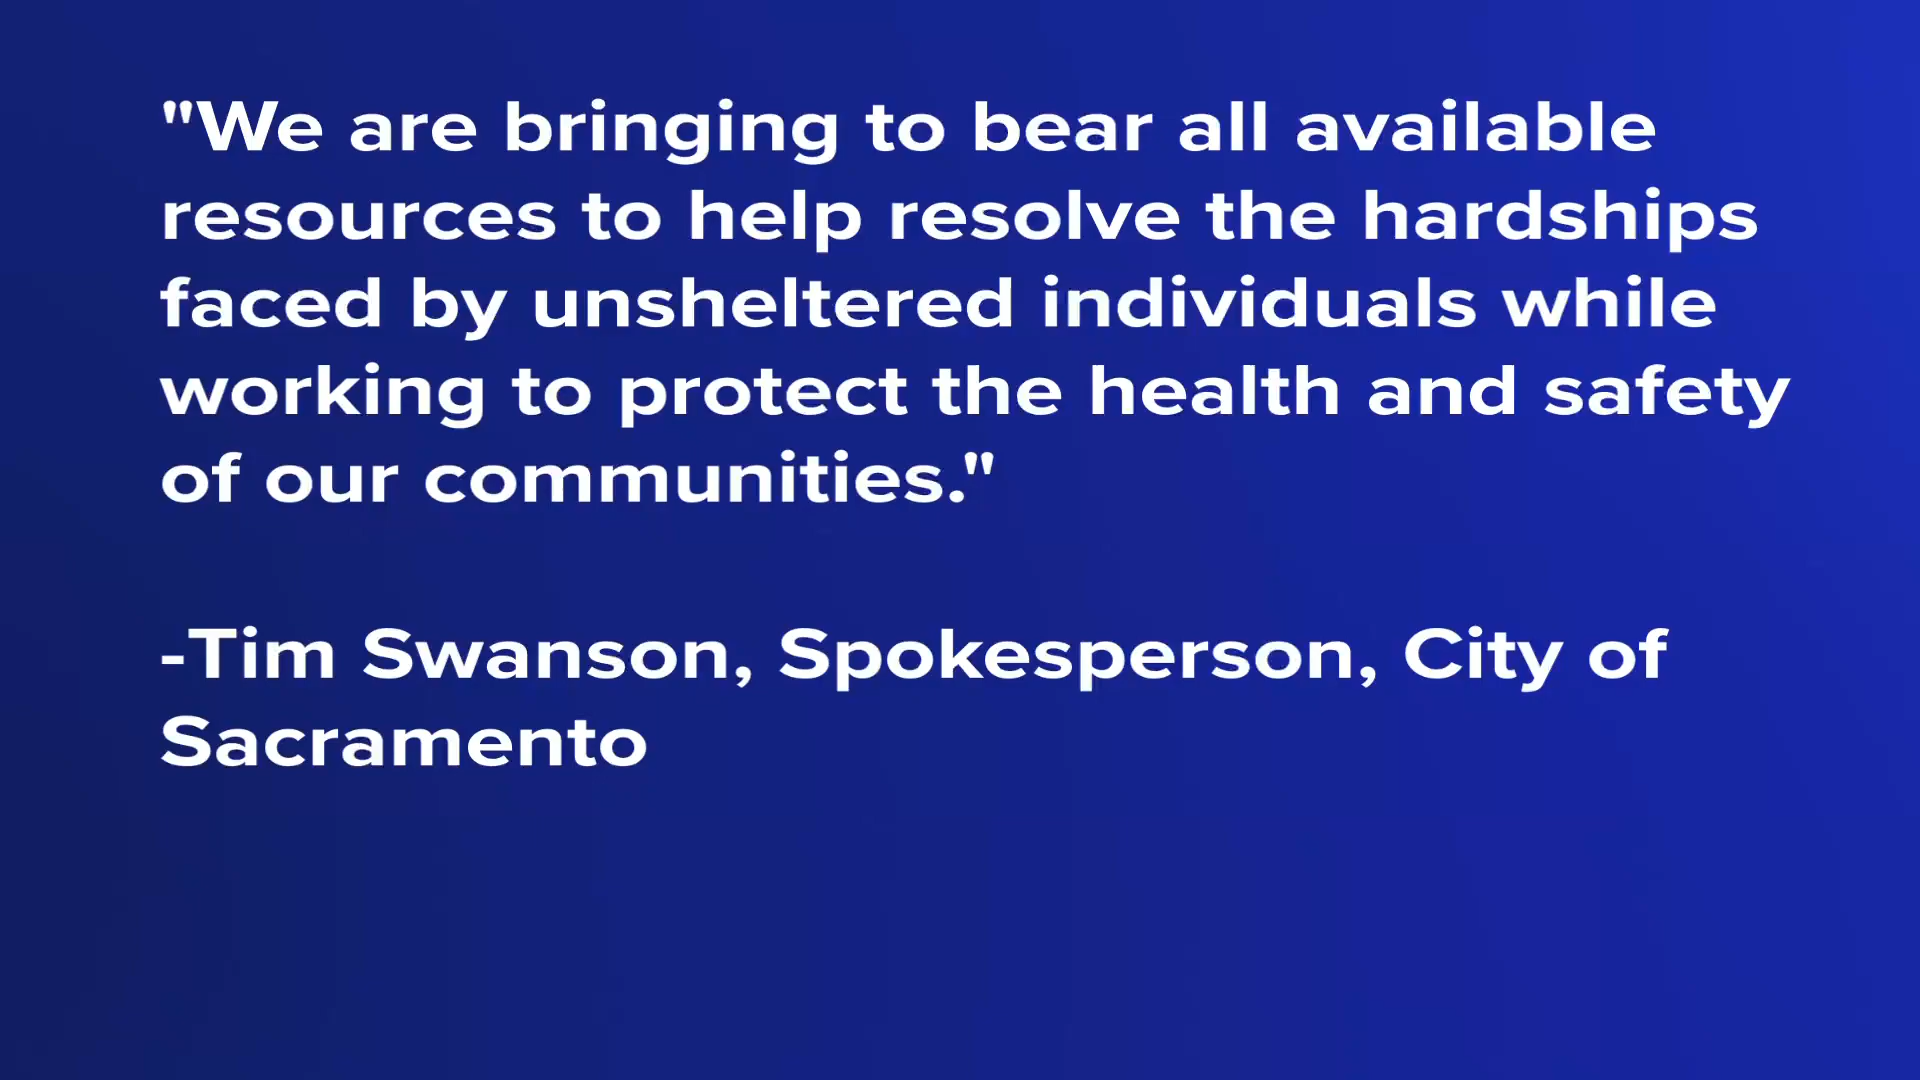 "We are bringing to bear all available
resources to help resolve the hardships
faced by unsheltered individuals while
working to protect the health and safety
of our communities."
-Tim Swanson, Spokesperson, City of
Sacramento